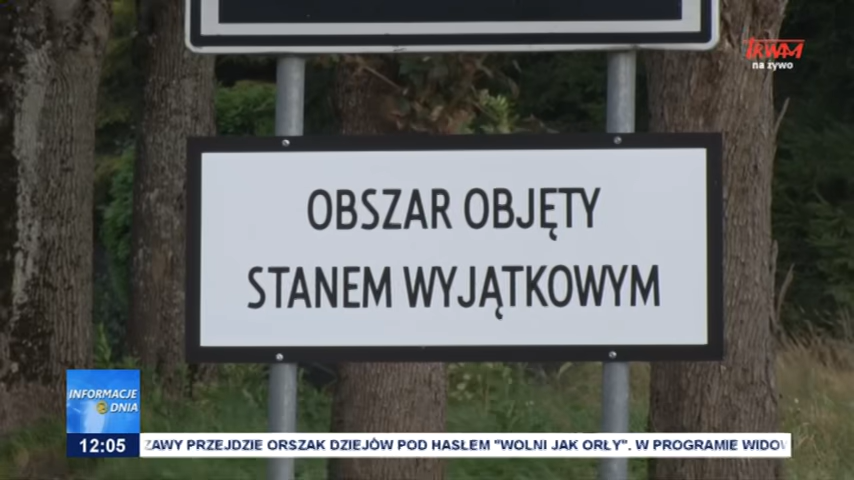 TRWAM
na żywo
OBSZAR OBJĘTY
STANEM WYJĄTKOWYM
INFORMACJE
DNIA
12:05
ZAWY PRZEJDZIE ORSZAK DZIEJÓW POD HASŁEM "WOLNI JAK ORŁY". W PROGRAMIE WIDOW